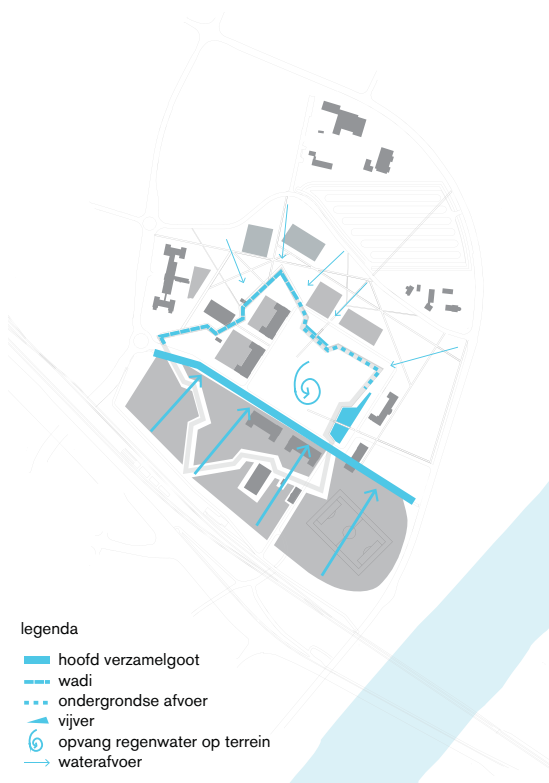 legenda
hoofd verzamelgoot
wadi
ondergrondse afvoer
vijver
opvang regenwater op terrein
waterafvoer